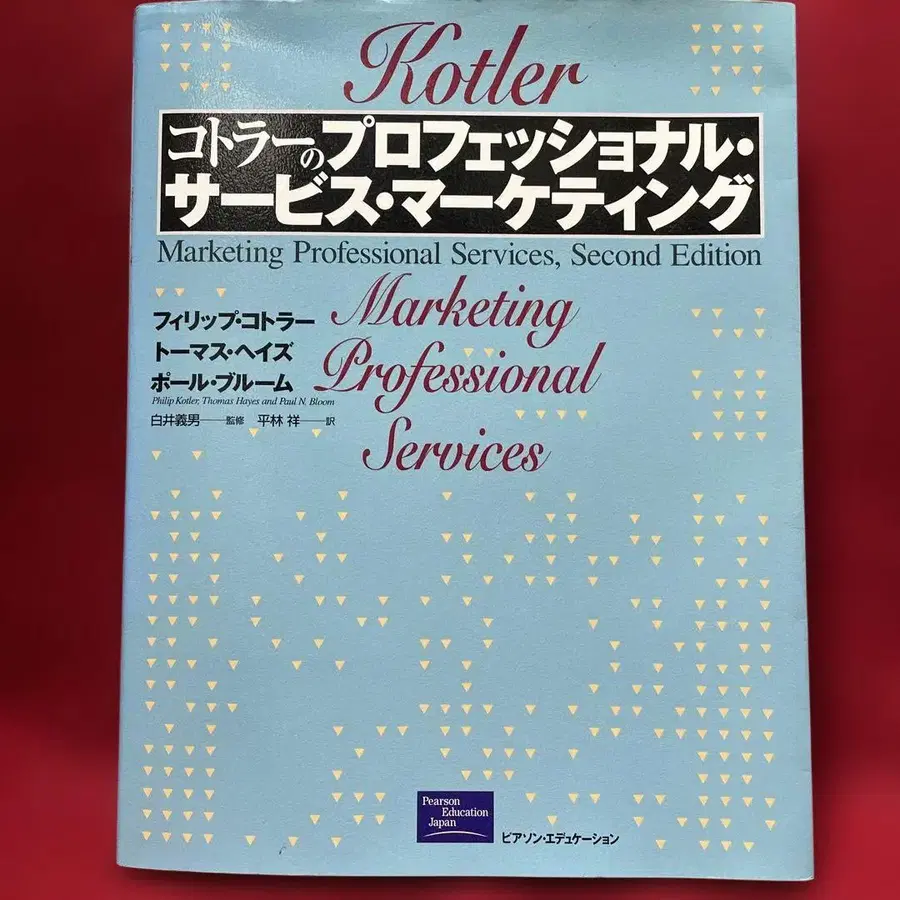 Kotler
コトラーのプロフェッショナル・
サービス・マーケティング
Marketing Professional Services, Second Edition
フィリップ・コトラー
トーマス・ヘイズ
ポール・ブルーム
Philip Kotler, Thomas Hayes and Paul N. Bloom
白井義男——監修 平林 祥——訳
Marketing
Professional
Services
Pearson
Education
Japan
ピアソン・エデュケーション